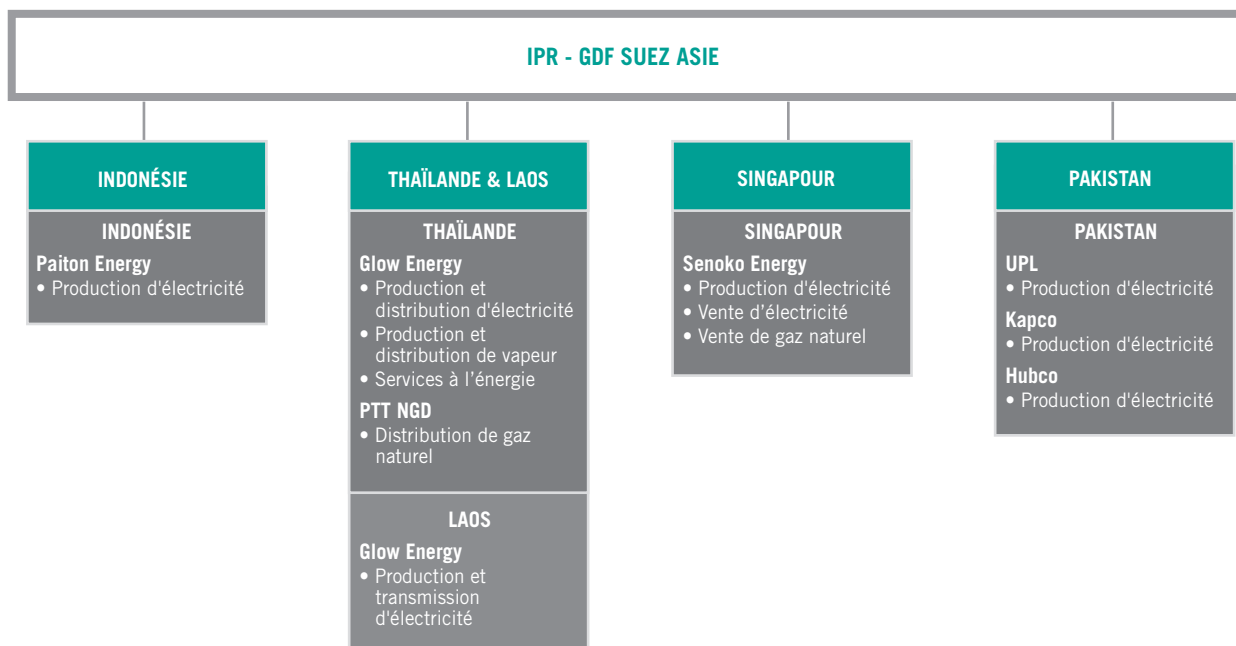 IPR - GDF SUEZ ASIE
INDONÉSIE
INDONÉSIE
Paiton Energy
• Production d'électricité
THAÏLANDE & LAOS
THAÏLANDE
Glow Energy
• Production et
distribution d'électricité
• Production et
distribution de vapeur
• Services à l’énergie
PTT NGD
• Distribution de gaz
naturel
LAOS
Glow Energy
• Production et
transmission
d'électricité
SINGAPOUR
SINGAPOUR
Senoko Energy
• Production d'électricité
• Vente d’électricité
• Vente de gaz naturel
PAKISTAN
PAKISTAN
UPL
• Production d'électricité
Kapco
• Production d'électricité
Hubco
• Production d'électricité